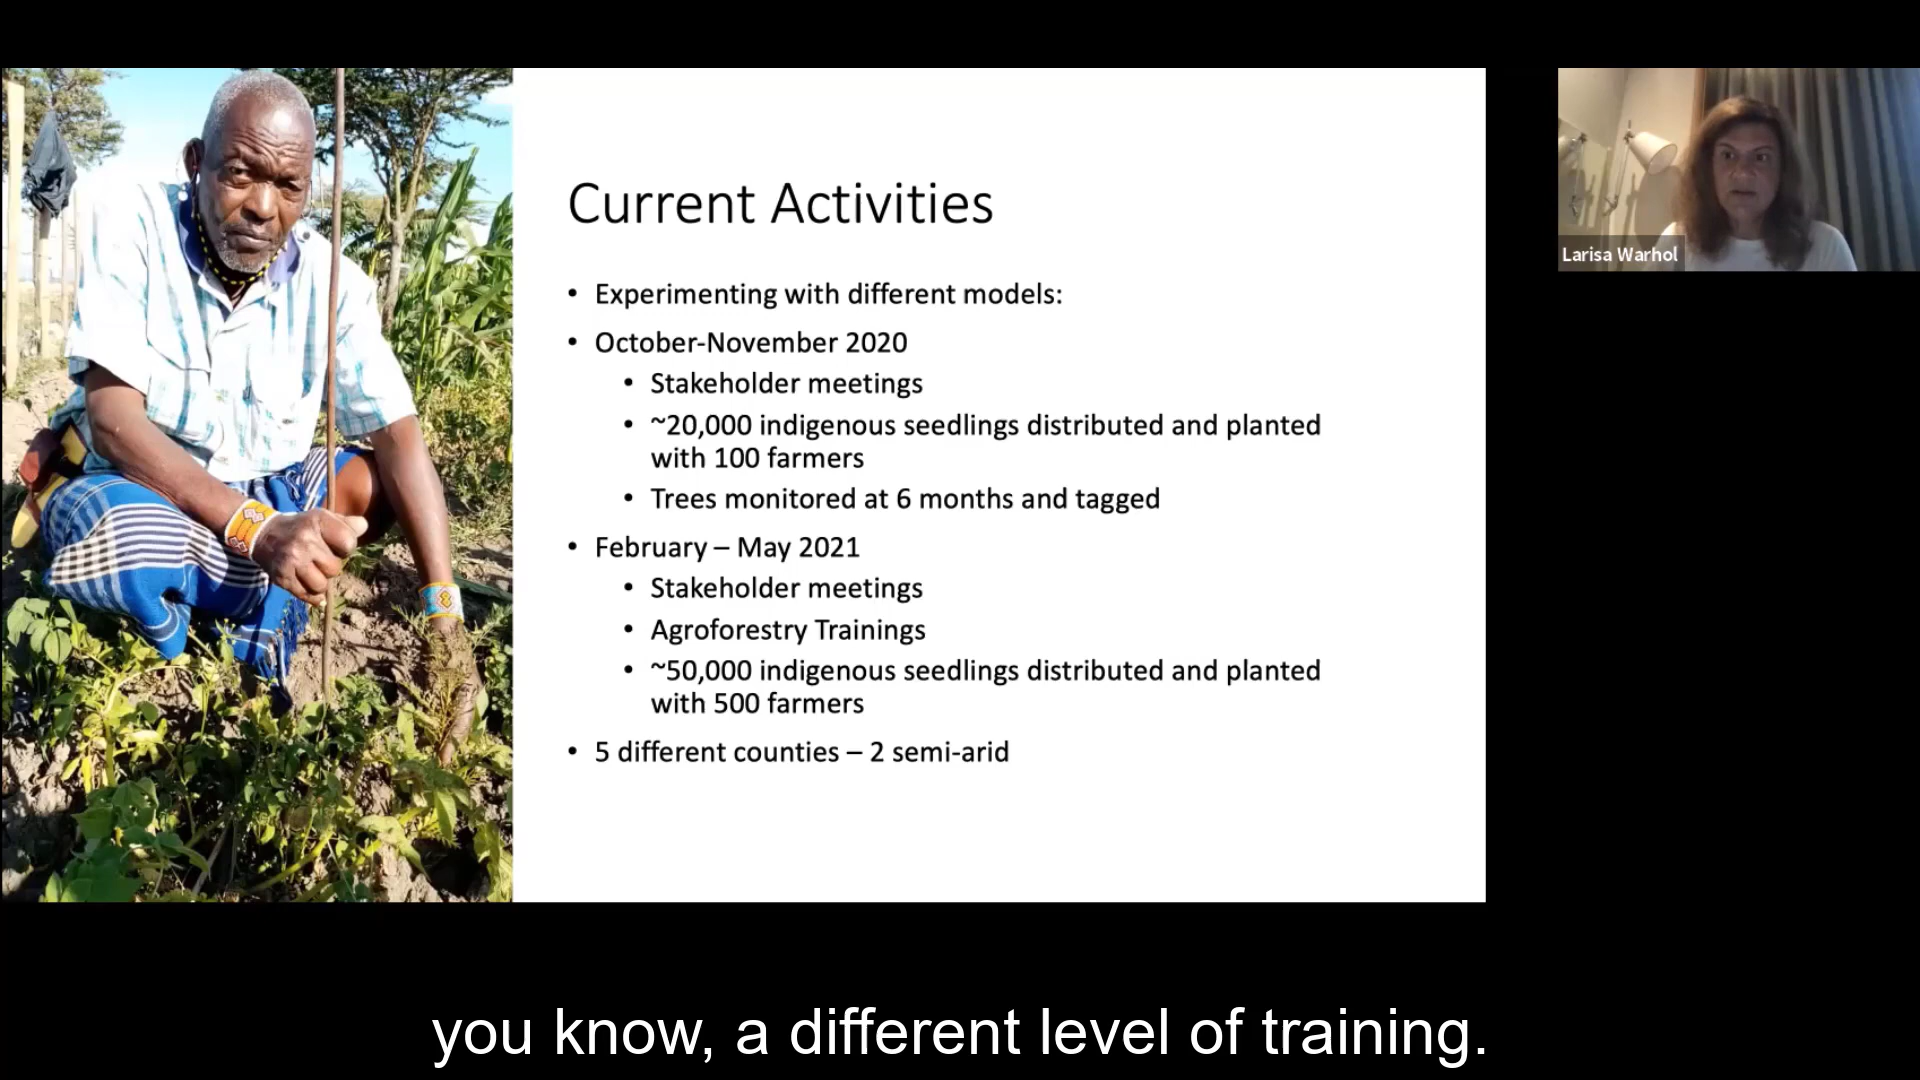 Current Activities
• Experimenting with different models:
• October-November 2020
• Stakeholder meetings
• ~20,000 indigenous seedlings distributed and planted
with 100 farmers
• Trees monitored at 6 months and tagged
• February – May 2021
• Stakeholder meetings
• Agroforestry Trainings
• ~50,000 indigenous seedlings distributed and planted
with 500 farmers
• 5 different counties – 2 semi-arid
Larisa Warhol
you know, a different level of training.